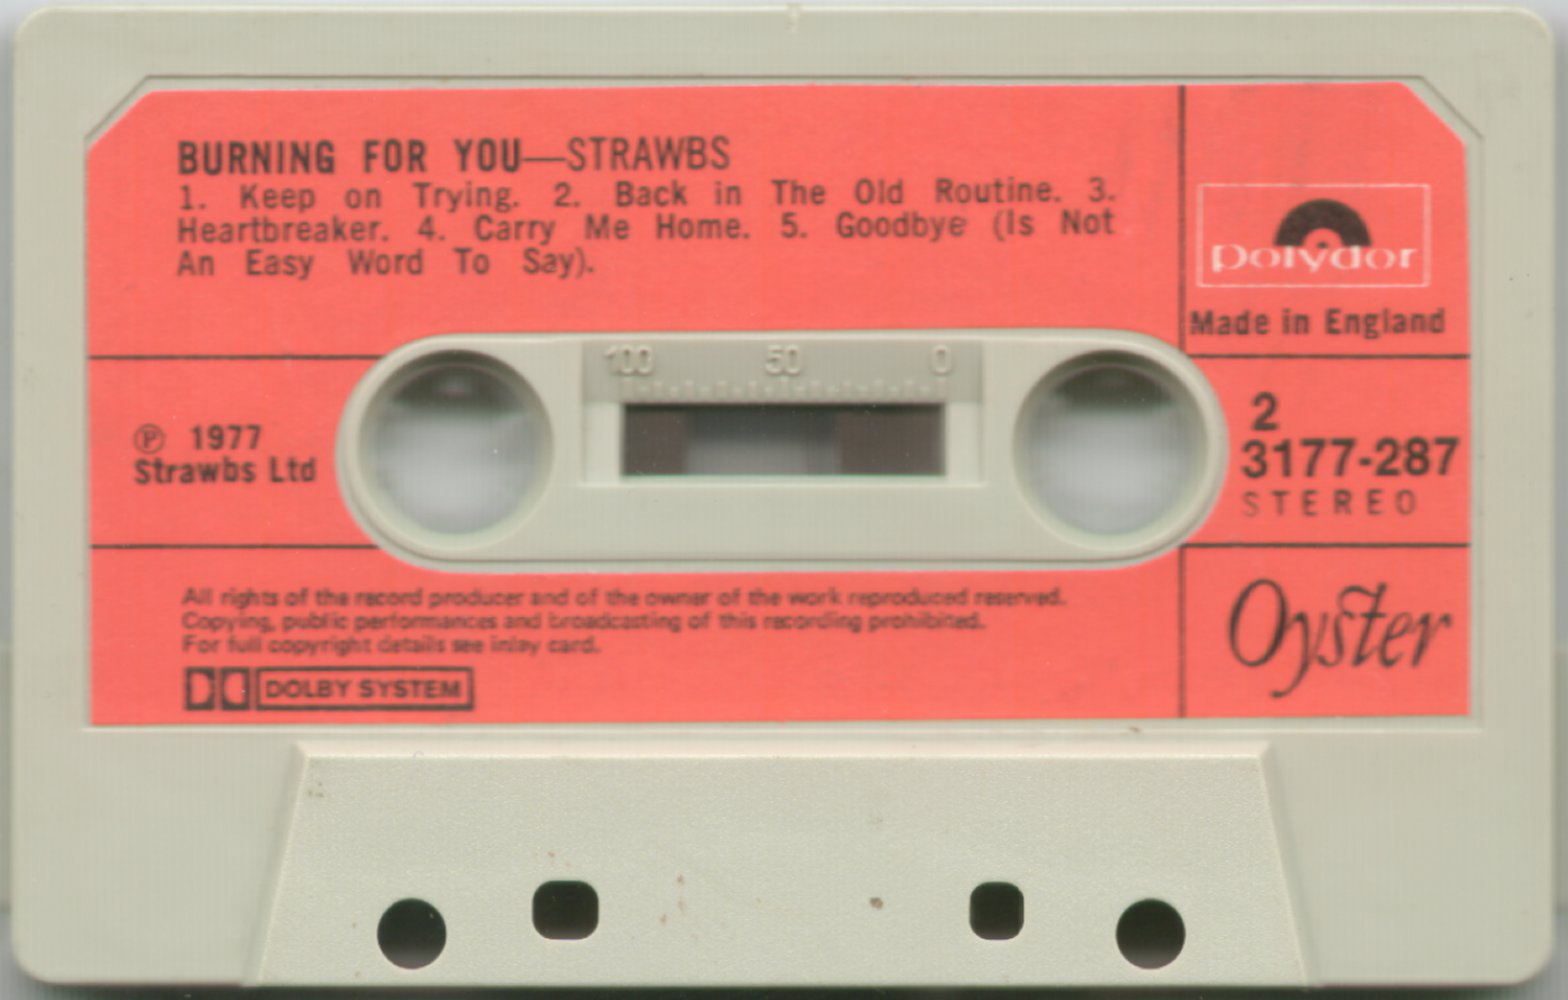 BURNING FOR YOU—STRAWBS
1. Keep on Trying. 2. Back in The Old Routine. 3.
Heartbreaker. 4. Carry Me Home. 5. Goodbye (Is Not
An Easy Word To Say).
polydor
Made in England
100 50 0
℗ 1977
Strawbs Ltd
2
3177-287
STEREO
All rights of the record producer and of the owner of the work reproduced reserved.
Copying, public performances and broadcasting of this recording prohibited.
For full copyright details see inlay card.
DOLBY SYSTEM
Oyster